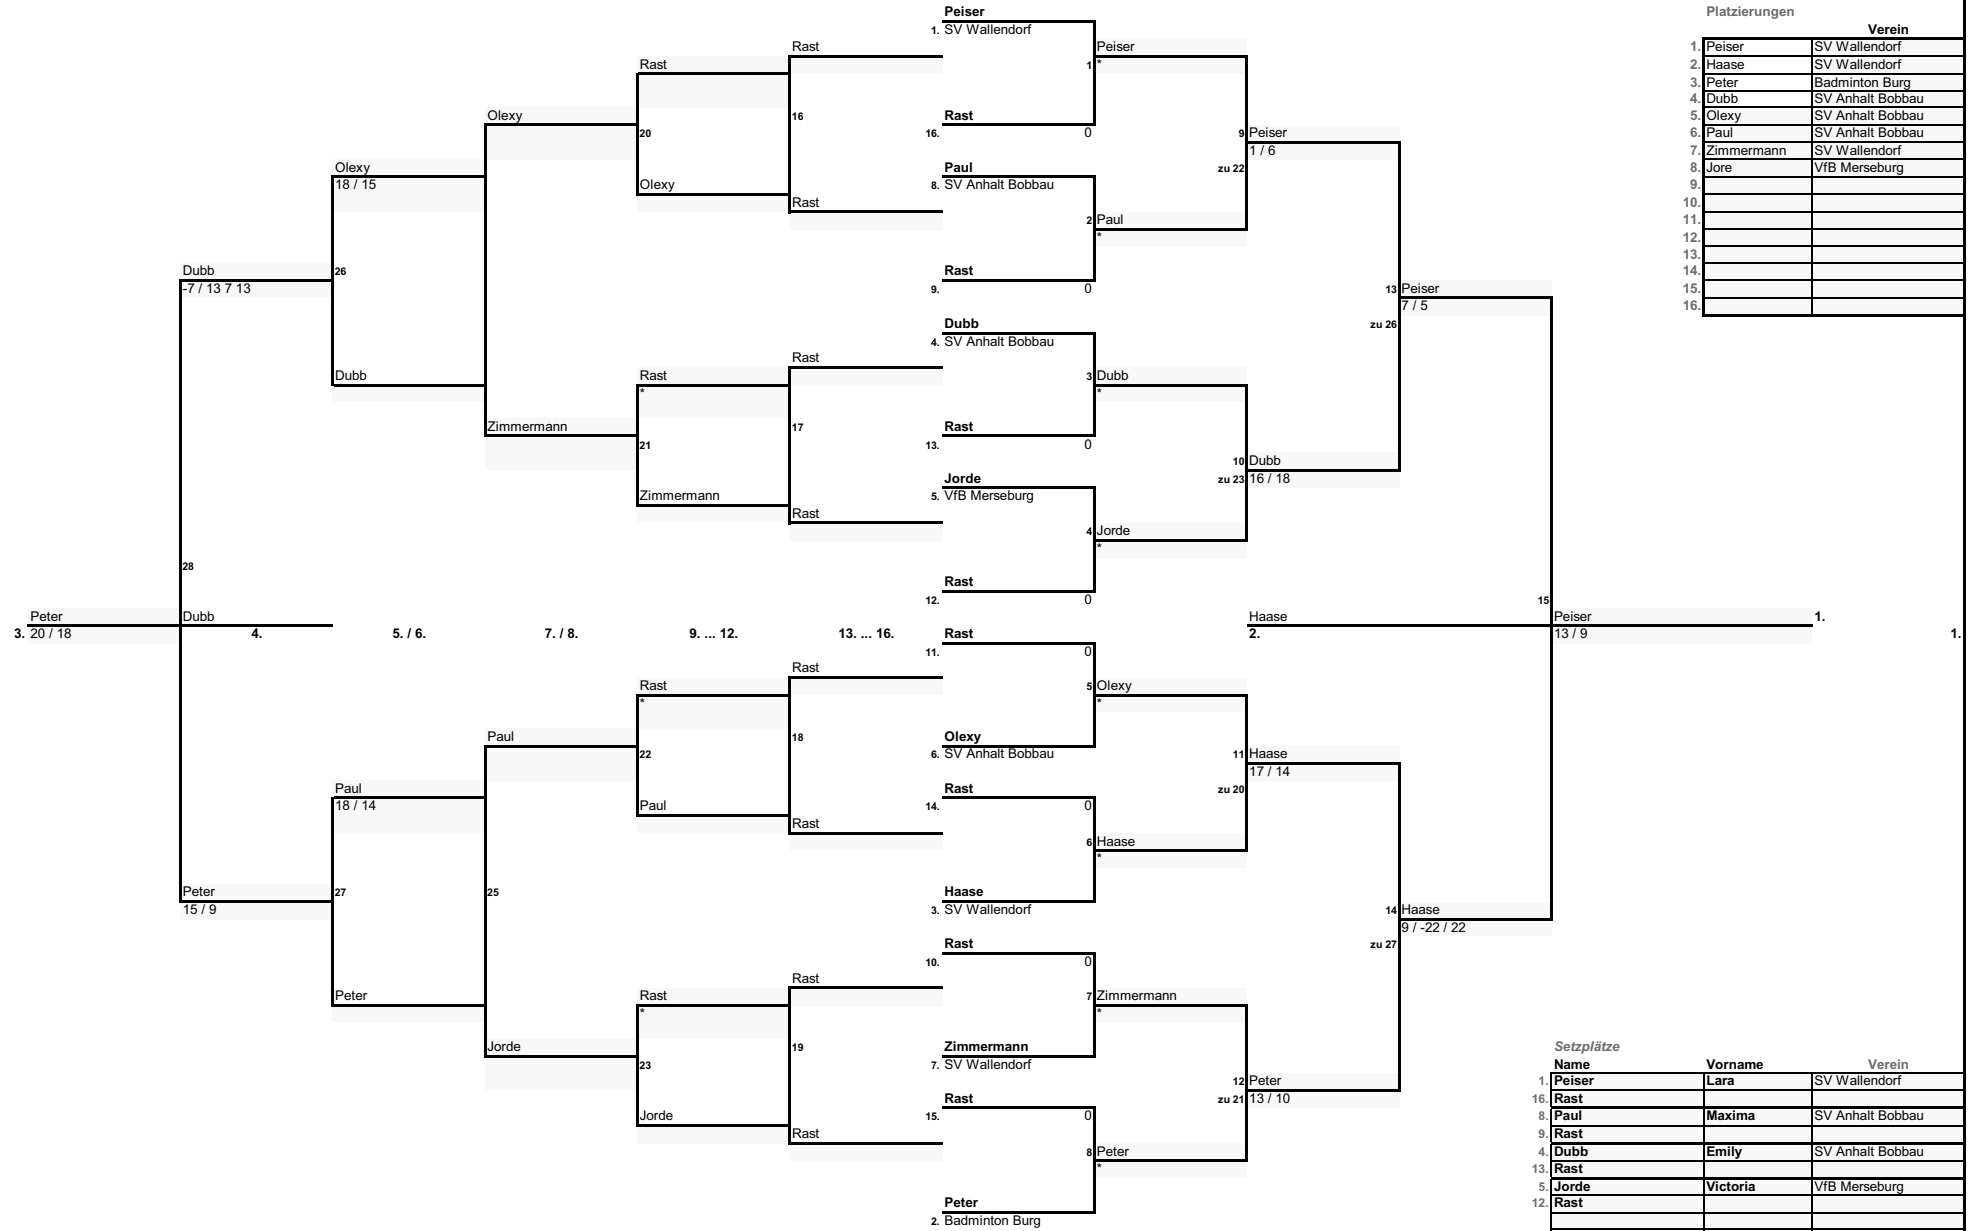 Peiser
1. SV Wallendorf
Peiser
1 *
Rast
16. 0
Paul
8. SV Anhalt Bobbau
2 Paul
*
Rast
9. 0
Dubb
4. SV Anhalt Bobbau
3 Dubb
*
Rast
13. 0
Jorde
5. VfB Merseburg
4 Jorde
*
Rast
12. 0
Rast
11. 0
5 Olexy
*
Olexy
6. SV Anhalt Bobbau
Rast
14. 0
6 Haase
*
Haase
3. SV Wallendorf
Rast
10. 0
7 Zimmermann
*
Zimmermann
7. SV Wallendorf
Rast
15. 0
8 Peter
*
Peter
2. Badminton Burg
9 Peiser
1 / 6
zu 22
10 Dubb
zu 23 16 / 18
11 Haase
17 / 14
zu 20
12 Peter
zu 21 13 / 10
13 Peiser
7 / 5
zu 26
14 Haase
9 / -22 / 22
zu 27
15
Haase
2.
Peiser
13 / 9
1.
1.
Rast
16
Rast
Rast
17
Rast
Rast
18
Rast
Rast
19
Rast
Rast
20
Olexy
Rast
*
21
Zimmermann
Rast
*
22
Paul
Rast
*
23
Jorde
Olexy
Zimmermann
Paul
25
Jorde
Olexy
18 / 15
26
Dubb
Paul
18 / 14
27
Peter
Dubb
-7 / 13 7 13
28
Dubb
Peter
15 / 9
Peter
3. 20 / 18
4.
5. / 6.
7. / 8.
9. ... 12.
13. ... 16.
Platzierungen
Verein
1. Peiser SV Wallendorf
2. Haase SV Wallendorf
3. Peter Badminton Burg
4. Dubb SV Anhalt Bobbau
5. Olexy SV Anhalt Bobbau
6. Paul SV Anhalt Bobbau
7. Zimmermann SV Wallendorf
8. Jore VfB Merseburg
9.
10.
11.
12.
13.
14.
15.
16.
Setzplätze
Name Vorname Verein
1. Peiser Lara SV Wallendorf
16. Rast
8. Paul Maxima SV Anhalt Bobbau
9. Rast
4. Dubb Emily SV Anhalt Bobbau
13. Rast
5. Jorde Victoria VfB Merseburg
12. Rast